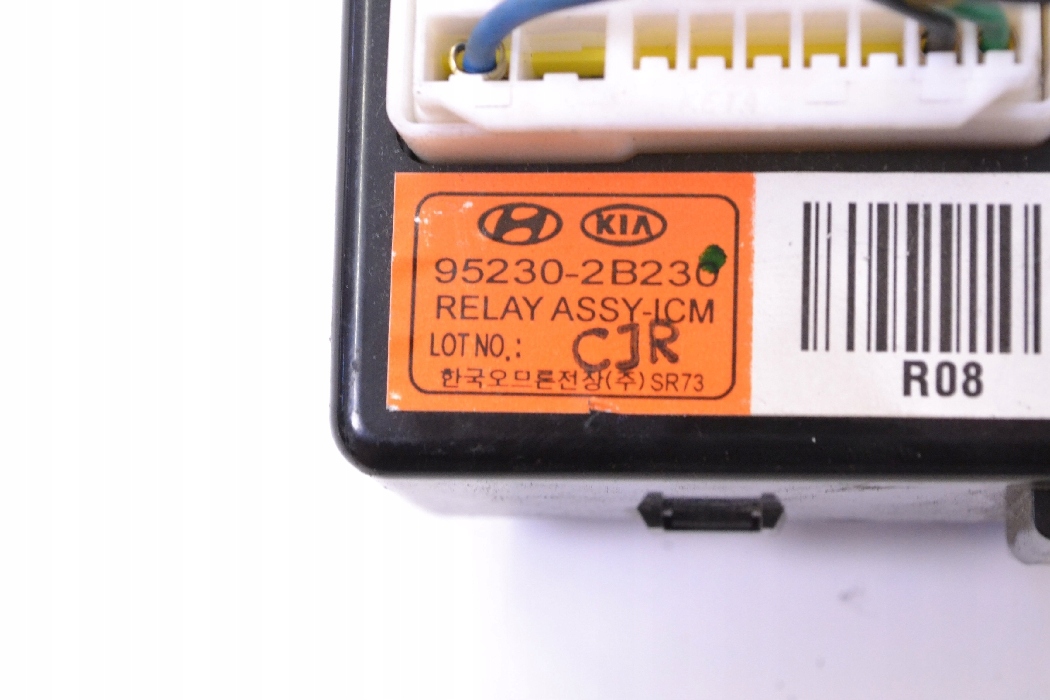 KIA
95230-2B230
RELAY ASSY-ICM
LOT NO.: CJR
한국오므론전장(주) SR73
R08